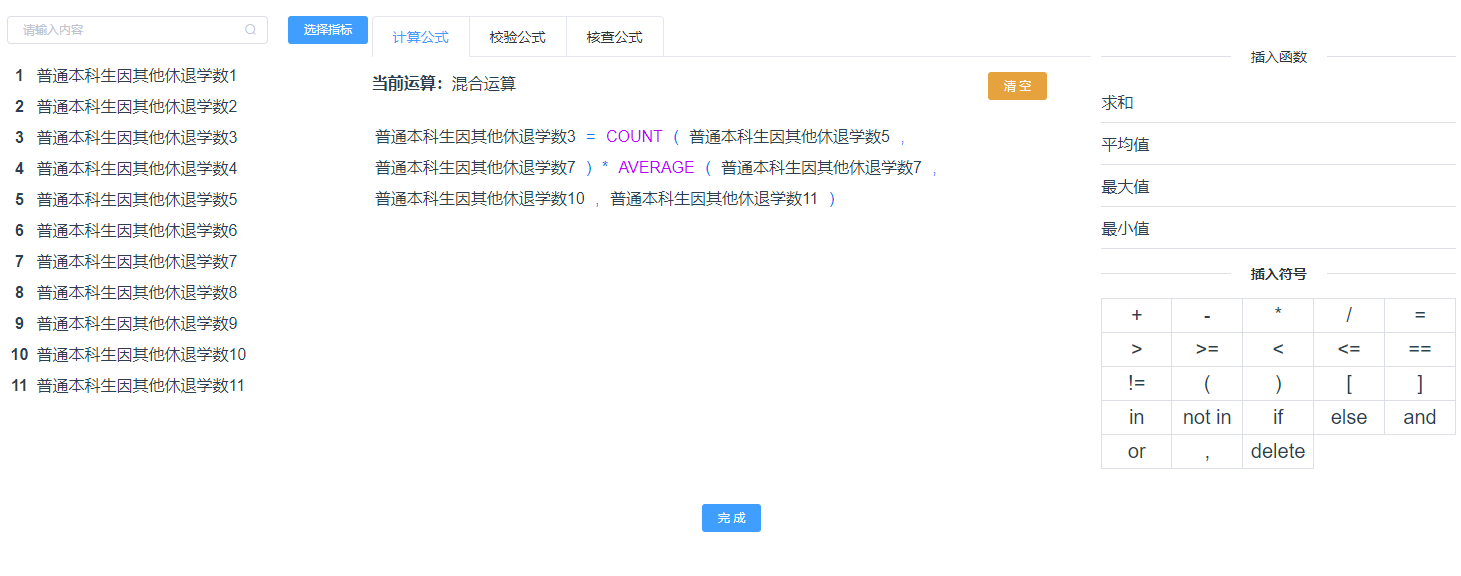 请输入内容
选择指标
计算公式 校验公式 核查公式
1 普通本科生因其他休退学数1
2 普通本科生因其他休退学数2
3 普通本科生因其他休退学数3
4 普通本科生因其他休退学数4
5 普通本科生因其他休退学数5
6 普通本科生因其他休退学数6
7 普通本科生因其他休退学数7
8 普通本科生因其他休退学数8
9 普通本科生因其他休退学数9
10 普通本科生因其他休退学数10
11 普通本科生因其他休退学数11
当前运算：混合运算
清 空
普通本科生因其他休退学数3 = COUNT ( 普通本科生因其他休退学数5 ,
普通本科生因其他休退学数7 ) * AVERAGE ( 普通本科生因其他休退学数7 ,
普通本科生因其他休退学数10 , 普通本科生因其他休退学数11 )
插入函数
求和
平均值
最大值
最小值
插入符号
+ - * / =
> >= < <= ==
!= ( ) [ ]
in not in if else and
or , delete
完 成